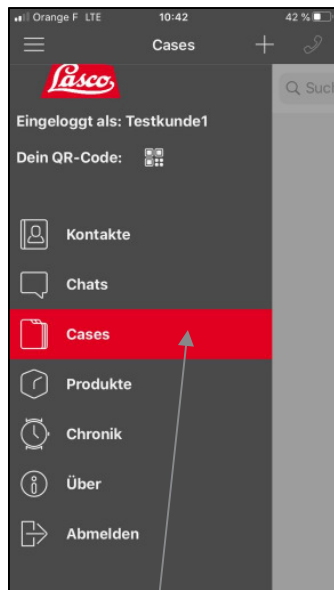 Orange F LTE 10:42 42 %
Cases
Lasco
Such
Eingeloggt als: Testkunde1
Dein QR-Code:
Kontakte
Chats
Cases
Produkte
Chronik
Über
Abmelden